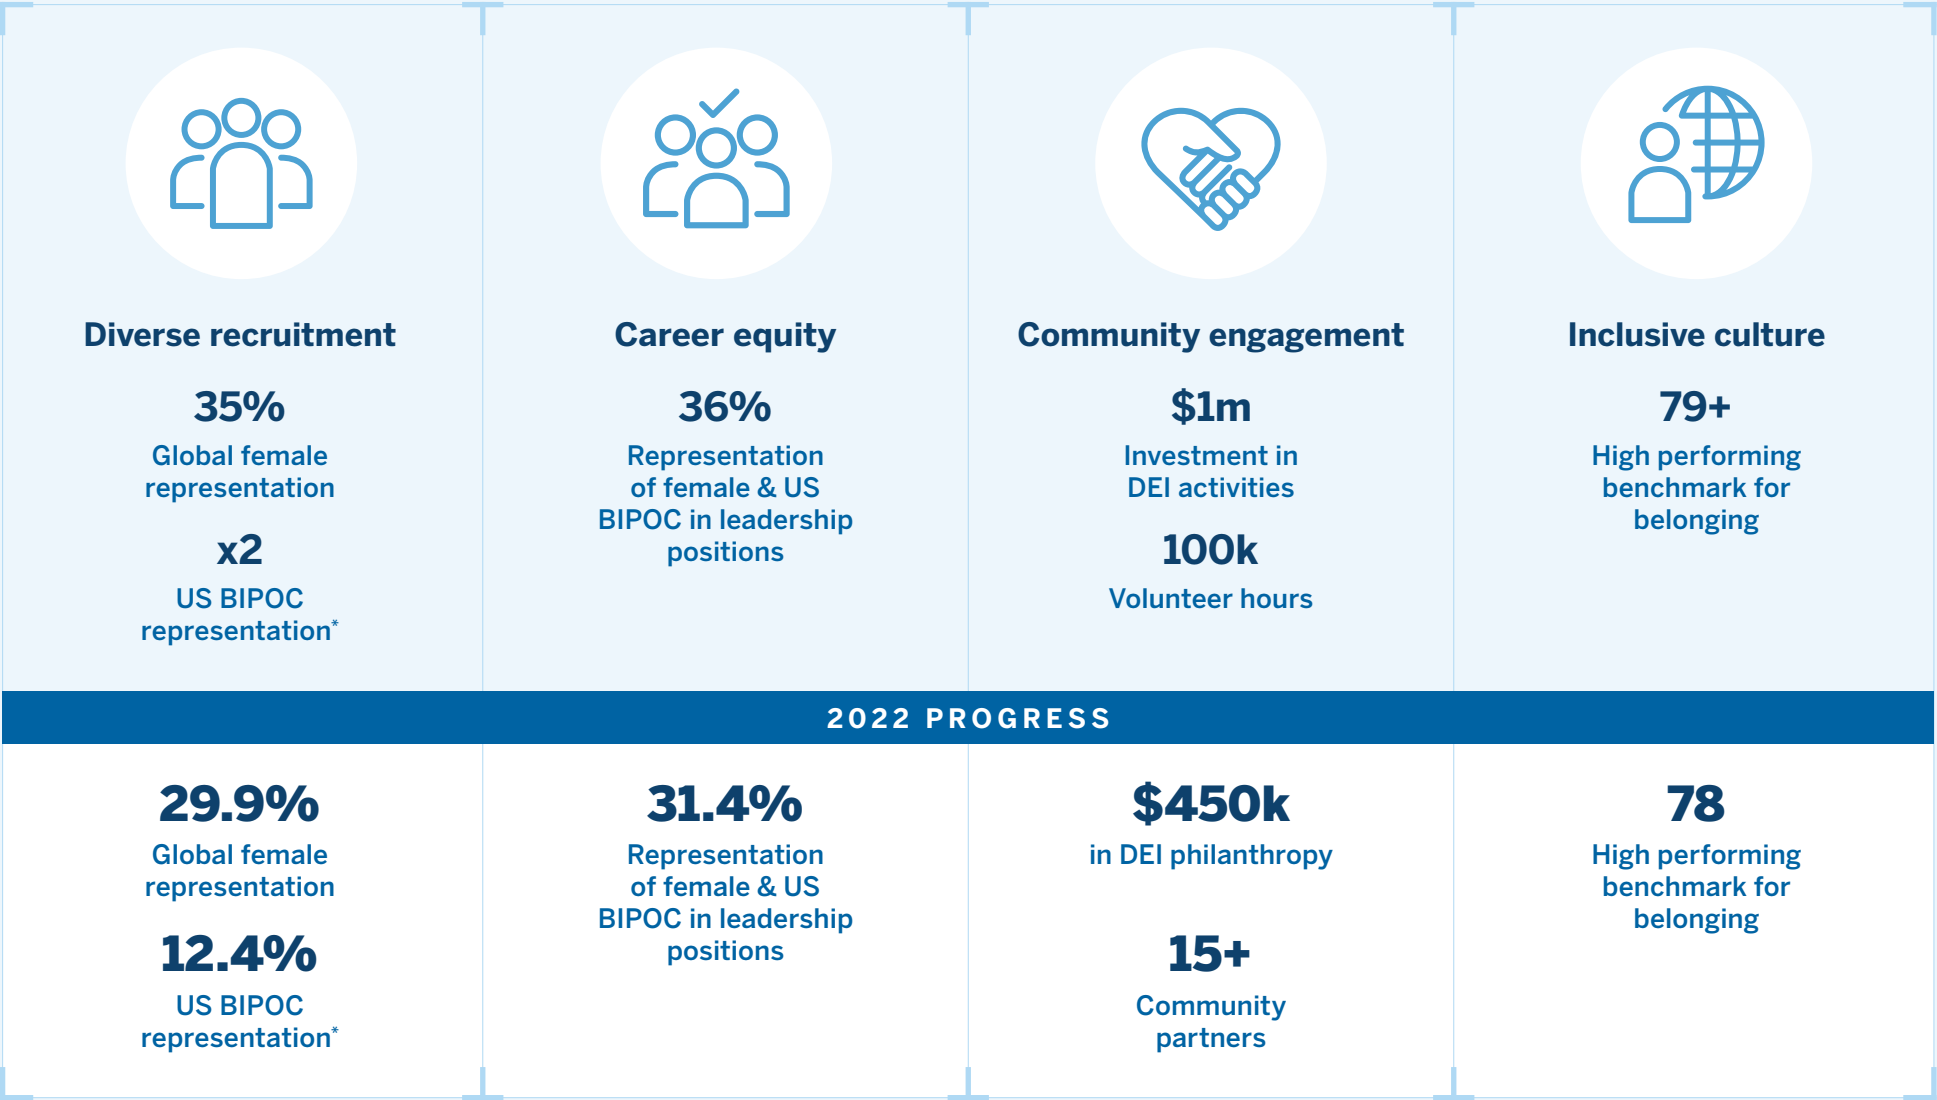 Diverse recruitment
35%
Global female
representation
x2
US BIPOC
representation*
Career equity
36%
Representation
of female & US
BIPOC in leadership
positions
Community engagement
$1m
Investment in
DEI activities
100k
Volunteer hours
Inclusive culture
79+
High performing
benchmark for
belonging
2022 PROGRESS
29.9%
Global female
representation
12.4%
US BIPOC
representation*
31.4%
Representation
of female & US
BIPOC in leadership
positions
$450k
in DEI philanthropy
15+
Community
partners
78
High performing
benchmark for
belonging